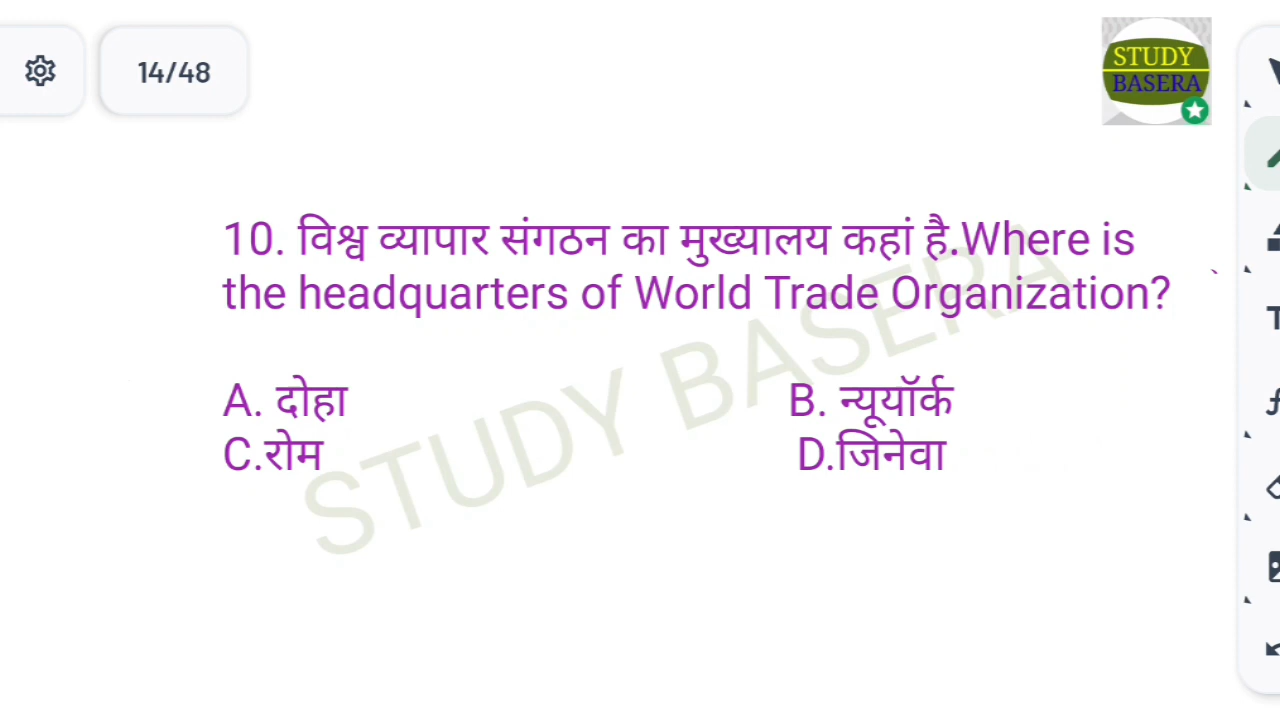 14/48
STUDY
BASERA
10. विश्व व्यापार संगठन का मुख्यालय कहां है.Where is
the headquarters of World Trade Organization?
A. दोहा B. न्यूयॉर्क
C.रोम D.जिनेवा
STUDY BASERA